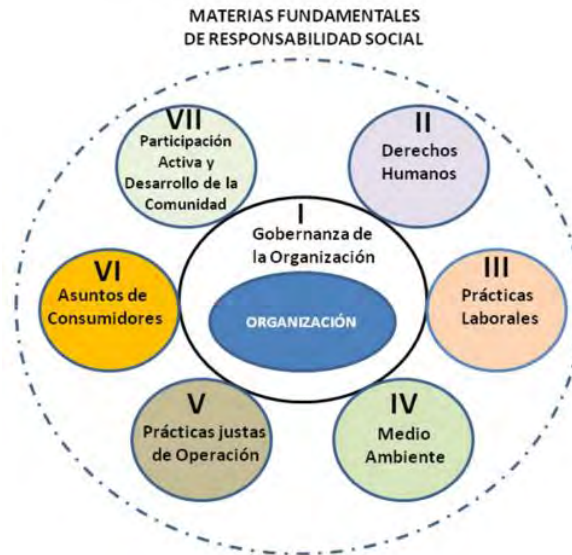 MATERIAS FUNDAMENTALES
DE RESPONSABILIDAD SOCIAL
I
Gobernanza de
la Organización
ORGANIZACIÓN
II
Derechos
Humanos
III
Prácticas
Laborales
IV
Medio
Ambiente
V
Prácticas justas
de Operación
VI
Asuntos de
Consumidores
VII
Participación
Activa y
Desarrollo de la
Comunidad